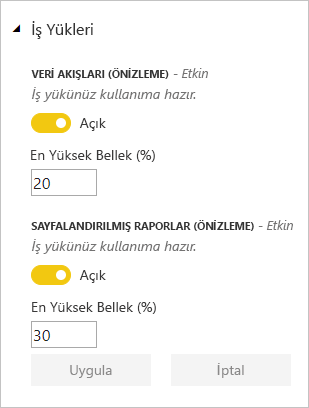 İş Yükleri
VERİ AKIŞLARI (ÖNİZLEME) - Etkin
İş yükünüz kullanıma hazır.
Açık
En Yüksek Bellek (%)
20
SAYFALANDIRILMIŞ RAPORLAR (ÖNİZLEME) - Etkin
İş yükünüz kullanıma hazır.
Açık
En Yüksek Bellek (%)
30
Uygula İptal